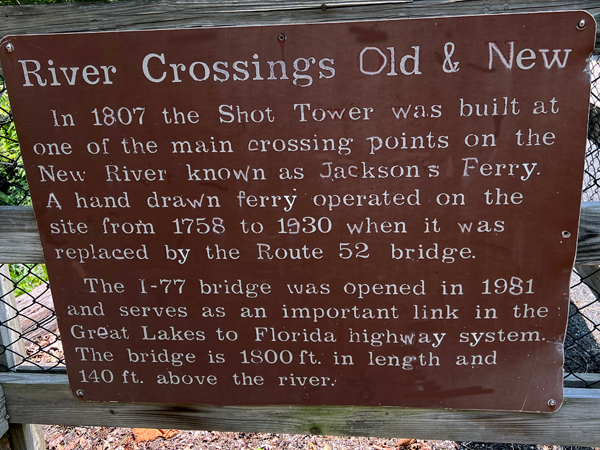 River Crossings Old & New
In 1807 the Shot Tower was built at
one of the main crossing points on the
New River known as Jackson's Ferry.
A hand drawn ferry operated on the
site from 1758 to 1930 when it was
replaced by the Route 52 bridge.
The I-77 bridge was opened in 1981
and serves as an important link in the
Great Lakes to Florida highway system.
The bridge is 1800 ft. in length and
140 ft. above the river.